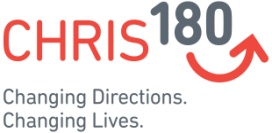 CHRIS180
Changing Directions.
Changing Lives.